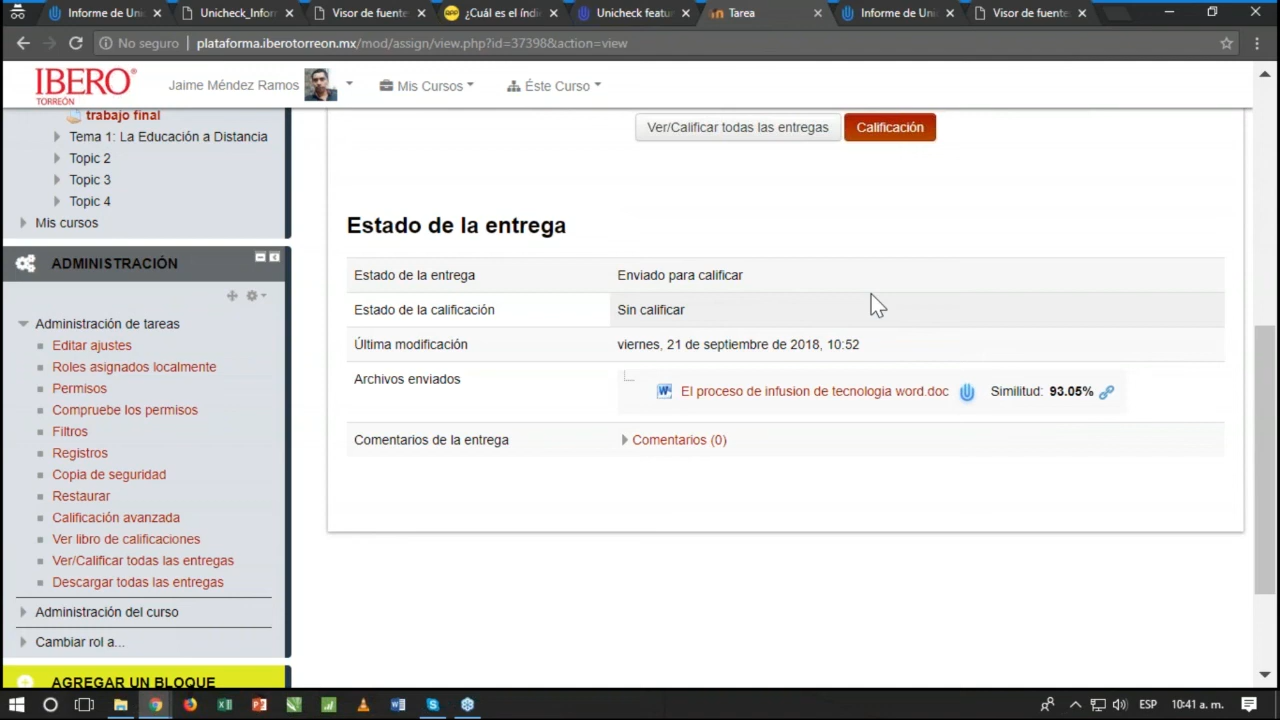 Informe de Unic
Unicheck_Inform
Visor de fuente
¿Cuál es el índi
Unicheck featur
Tarea
Informe de Unic
Visor de fuente
No seguro | plataforma.iberotorreon.mx/mod/assign/view.php?id=37398&action=view
IBERO
TORREÓN
Jaime Méndez Ramos
Mis Cursos
Éste Curso
trabajo final
Tema 1: La Educación a Distancia
Topic 2
Topic 3
Topic 4
Mis cursos
ADMINISTRACIÓN
Administración de tareas
Editar ajustes
Roles asignados localmente
Permisos
Compruebe los permisos
Filtros
Registros
Copia de seguridad
Restaurar
Calificación avanzada
Ver libro de calificaciones
Ver/Calificar todas las entregas
Descargar todas las entregas
Administración del curso
Cambiar rol a...
AGREGAR UN BLOQUE
Ver/Calificar todas las entregas
Calificación
Estado de la entrega
Estado de la entrega Enviado para calificar
Estado de la calificación Sin calificar
Última modificación viernes, 21 de septiembre de 2018, 10:52
Archivos enviados El proceso de infusion de tecnologia word.doc Similitud: 93.05%
Comentarios de la entrega Comentarios (0)
ESP 10:41 a. m.